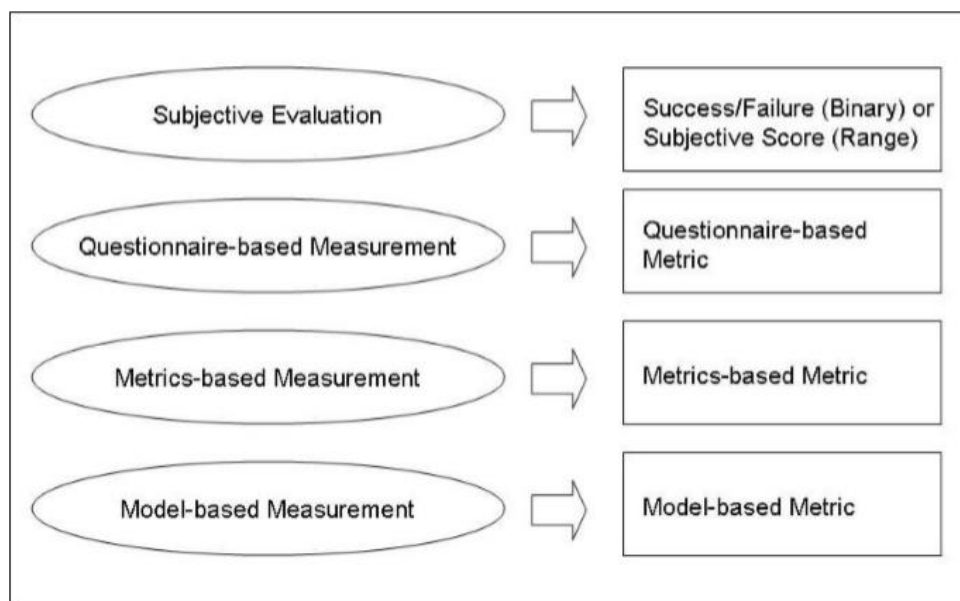 Subjective Evaluation
Success/Failure (Binary) or
Subjective Score (Range)
Questionnaire-based Measurement
Questionnaire-based
Metric
Metrics-based Measurement
Metrics-based Metric
Model-based Measurement
Model-based Metric